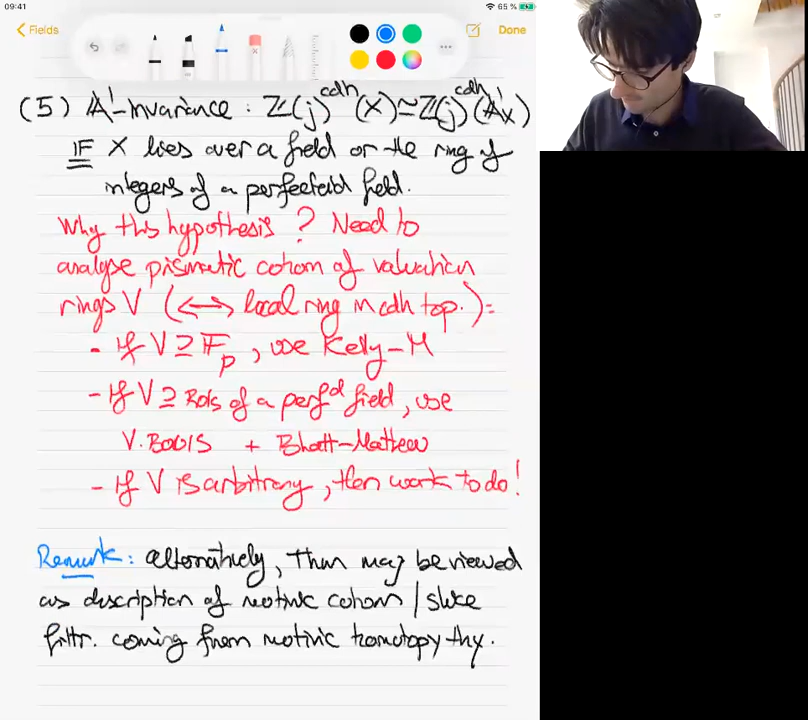 09:41
65 %
Fields
Done
(5) A¹-invariance : Z(j)^cdh (X) ≃ Z(j)^cdh (A¹_X)
IF X lies over a field or the ring of
integers of a perfectoid field.
Why this hypothesis ? Need to
analyse prismatic cohom of valuation
rings V ( ↔ local ring in cdh top. ) :
- If V ⊇ F_p , use Kelly-M
- If V ⊇ RoIs of a perf^d field , use
V. Bouis + Bhatt-Mathew
- If V is arbitrary , then work to do !
Remark : Alternatively, Thm may be viewed
as description of motivic cohom / slice
filtr. coming from motivic homotopy thy.